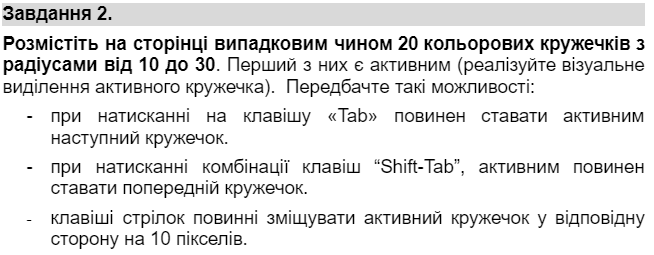 Завдання 2.
Розмістіть на сторінці випадковим чином 20 кольорових кружечків з
радіусами від 10 до 30. Перший з них є активним (реалізуйте візуальне
виділення активного кружечка). Передбачте такі можливості:
- при натисканні на клавішу «Tab» повинен ставати активним
наступний кружечок.
- при натисканні комбінації клавіш “Shift-Tab”, активним повинен
ставати попередній кружечок.
- клавіші стрілок повинні зміщувати активний кружечок у відповідну
сторону на 10 пікселів.